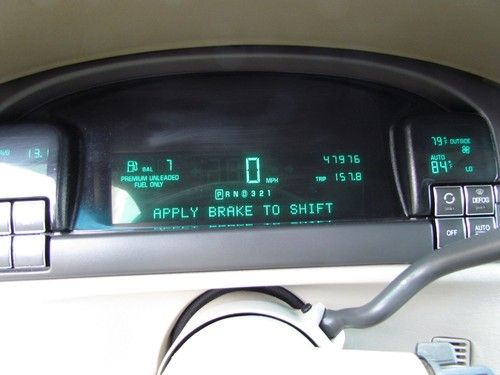 13.1
GAL 7
PREMIUM UNLEADED
FUEL ONLY
0 MPH
47976
TRIP 157.8
P R N D 3 2 1
APPLY BRAKE TO SHIFT
79° OUTSIDE
AUTO
84° LO
DEFOG
OFF
AUTO